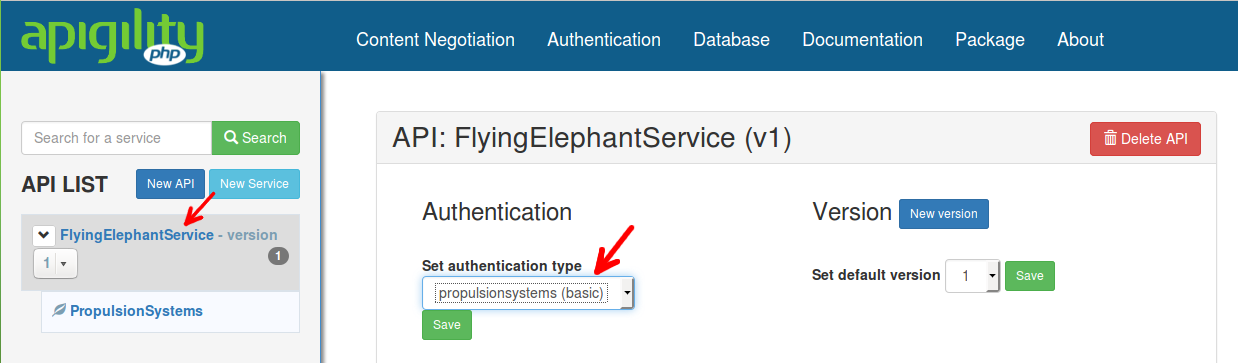 apigility
php
Content Negotiation Authentication Database Documentation Package About
Search for a service Search
API LIST New API New Service
FlyingElephantService - version
1 1
PropulsionSystems
API: FlyingElephantService (v1) Delete API
Authentication
Set authentication type
propulsionsystems (basic)
Save
Version New version
Set default version 1 Save